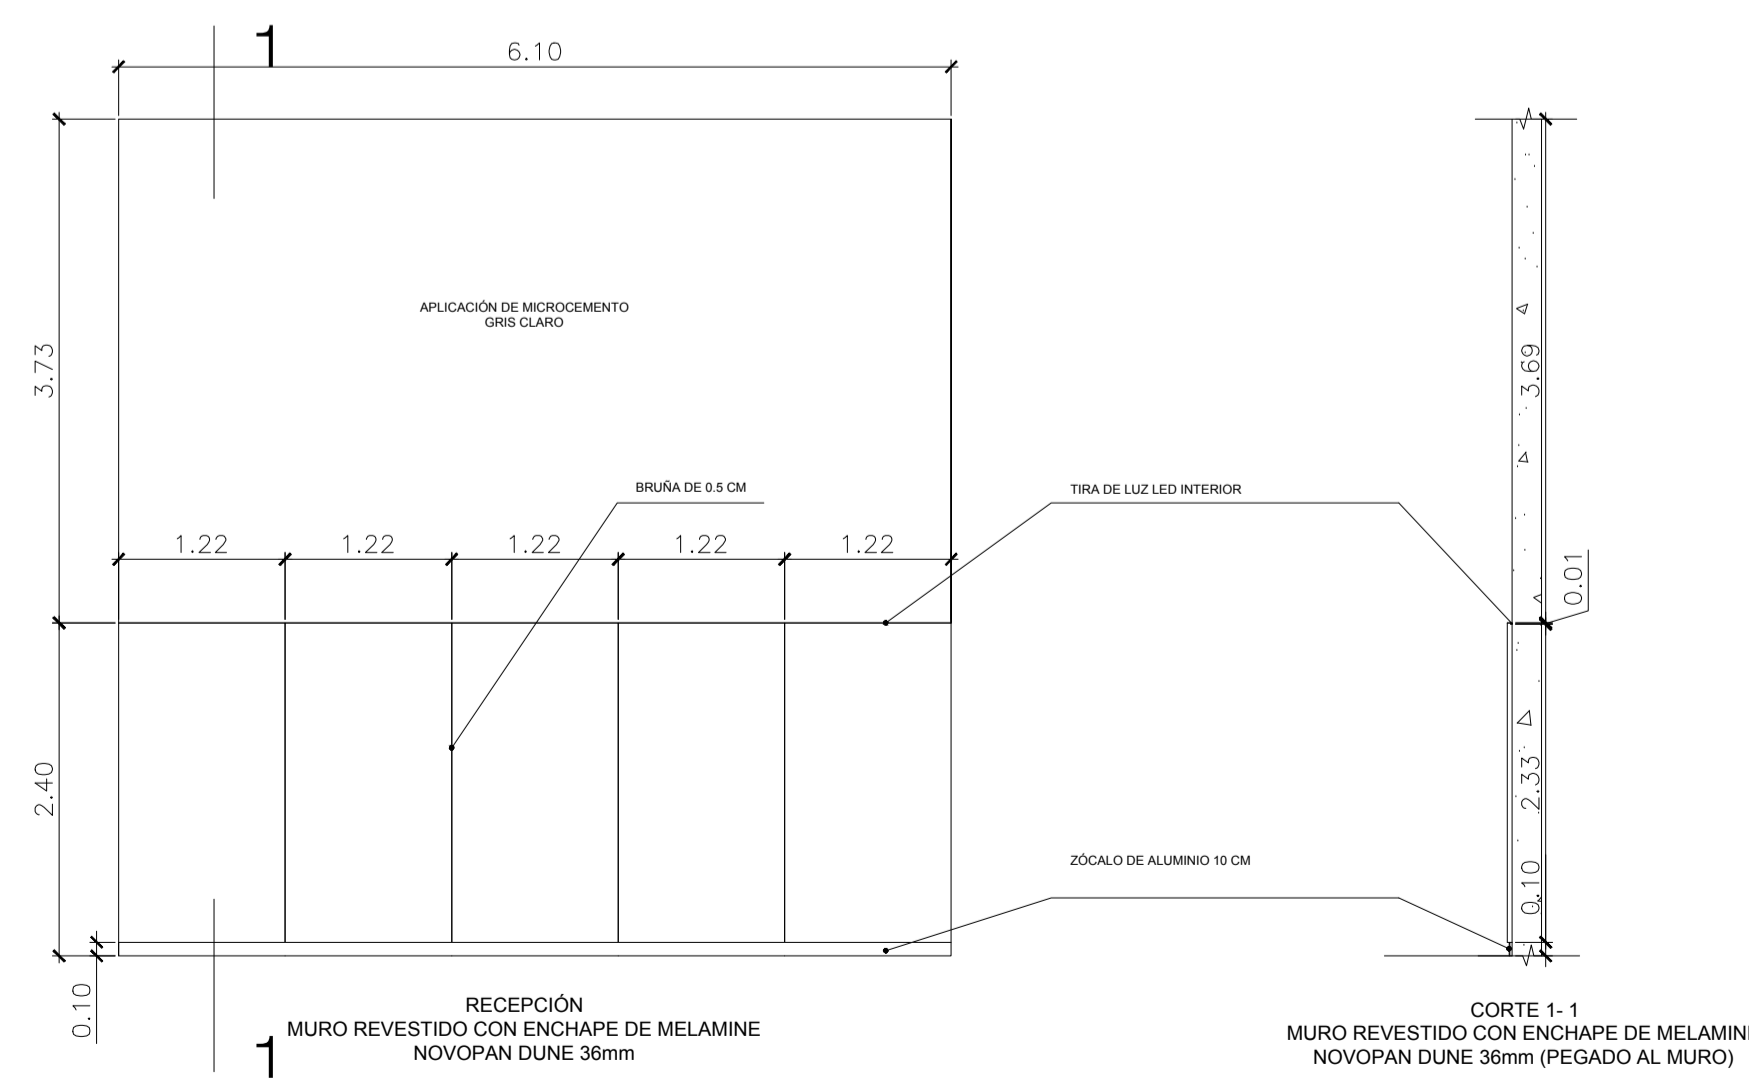 1
6.10
APLICACIÓN DE MICROCEMENTO
GRIS CLARO
3.73
3.69
BRUÑA DE 0.5 CM
TIRA DE LUZ LED INTERIOR
1.22 1.22 1.22 1.22 1.22
0.01
2.40
2.33
ZÓCALO DE ALUMINIO 10 CM
0.10
0.10
RECEPCIÓN
MURO REVESTIDO CON ENCHAPE DE MELAMINE
NOVOPAN DUNE 36mm
1
CORTE 1- 1
MURO REVESTIDO CON ENCHAPE DE MELAMINE
NOVOPAN DUNE 36mm (PEGADO AL MURO)